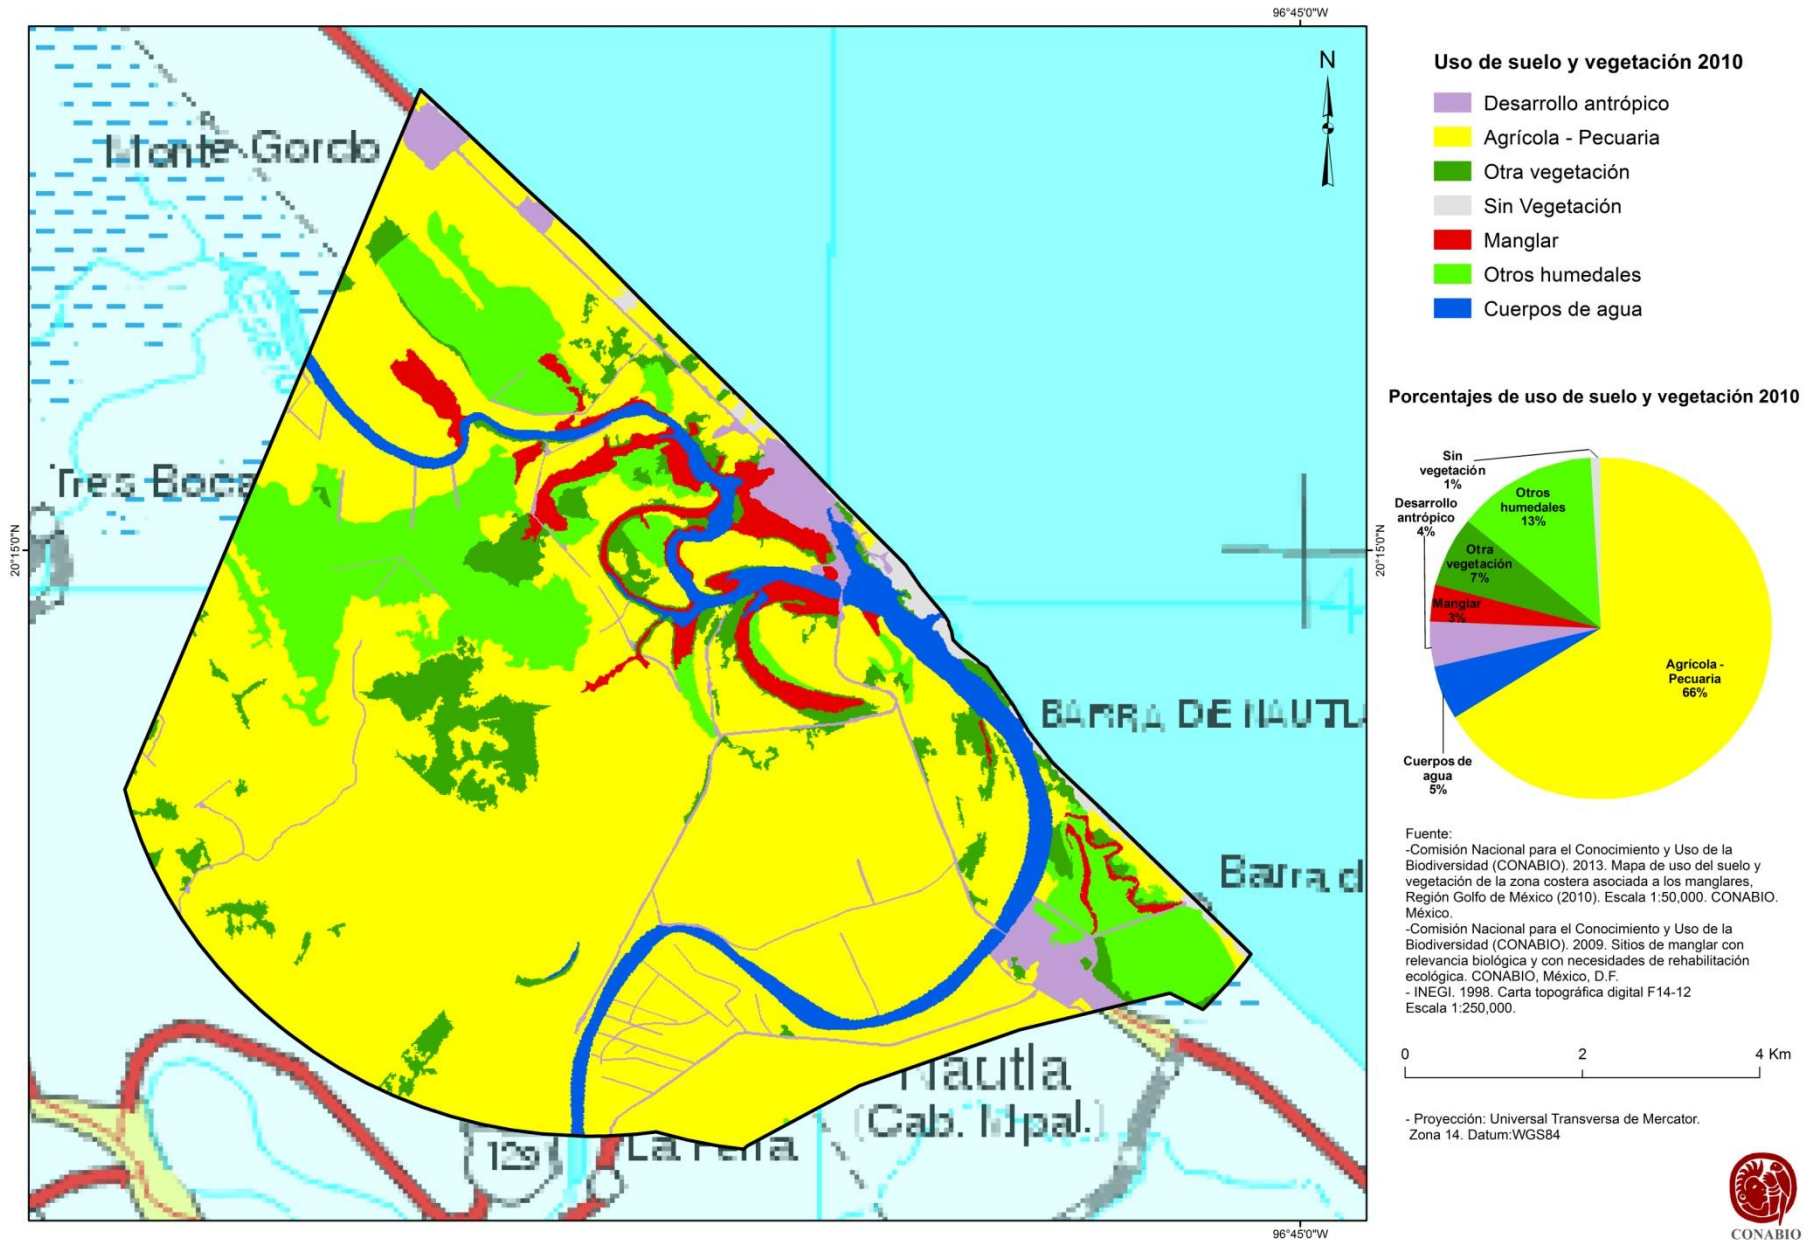 96°45'0"W
N
Monte Gordo
Estero
Tres Boca
20°15'0"N
20°15'0"N
4
BARRA DE NAUTLA
Barra d
Nautla
(Cab. Mpal.)
129
La Peña
96°45'0"W
Uso de suelo y vegetación 2010
Desarrollo antrópico
Agrícola - Pecuaria
Otra vegetación
Sin Vegetación
Manglar
Otros humedales
Cuerpos de agua
Porcentajes de uso de suelo y vegetación 2010
Sin
vegetación
1%
Otros
humedales
13%
Desarrollo
antrópico
4%
Otra
vegetación
7%
Manglar
3%
Agrícola -
Pecuaria
66%
Cuerpos de
agua
5%
Fuente:
-Comisión Nacional para el Conocimiento y Uso de la
Biodiversidad (CONABIO). 2013. Mapa de uso del suelo y
vegetación de la zona costera asociada a los manglares,
Región Golfo de México (2010). Escala 1:50,000. CONABIO.
México.
-Comisión Nacional para el Conocimiento y Uso de la
Biodiversidad (CONABIO). 2009. Sitios de manglar con
relevancia biológica y con necesidades de rehabilitación
ecológica. CONABIO, México, D.F.
- INEGI. 1998. Carta topográfica digital F14-12
Escala 1:250,000.
0 2 4 Km
- Proyección: Universal Transversa de Mercator.
Zona 14. Datum:WGS84
CONABIO